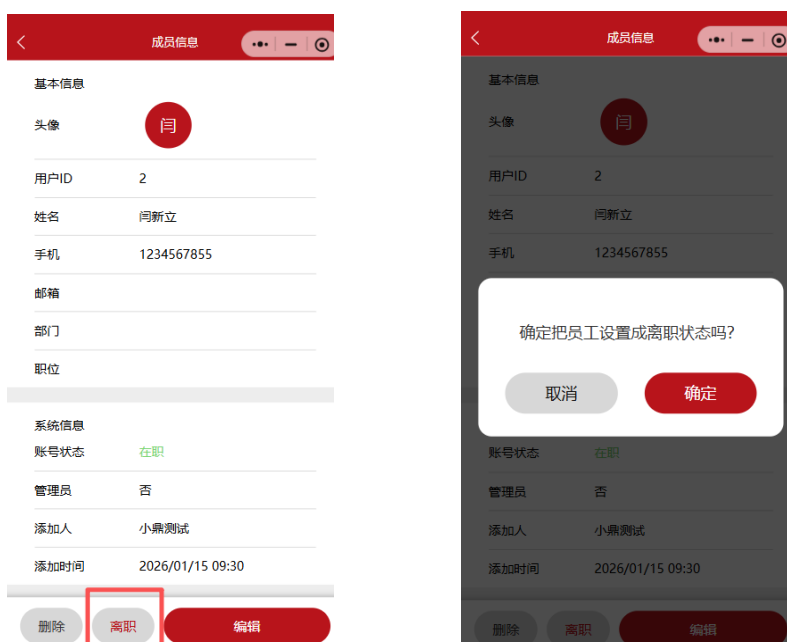 成员信息
基本信息
头像 闫
用户ID 2
姓名 闫新立
手机 1234567855
邮箱
部门
职位
系统信息
账号状态 在职
管理员 否
添加人 小鼎测试
添加时间 2026/01/15 09:30
删除 离职 编辑
成员信息
基本信息
头像 闫
用户ID 2
姓名 闫新立
手机 1234567855
确定把员工设置成离职状态吗?
取消 确定
账号状态 在职
管理员 否
添加人 小鼎测试
添加时间 2026/01/15 09:30
删除 离职 编辑